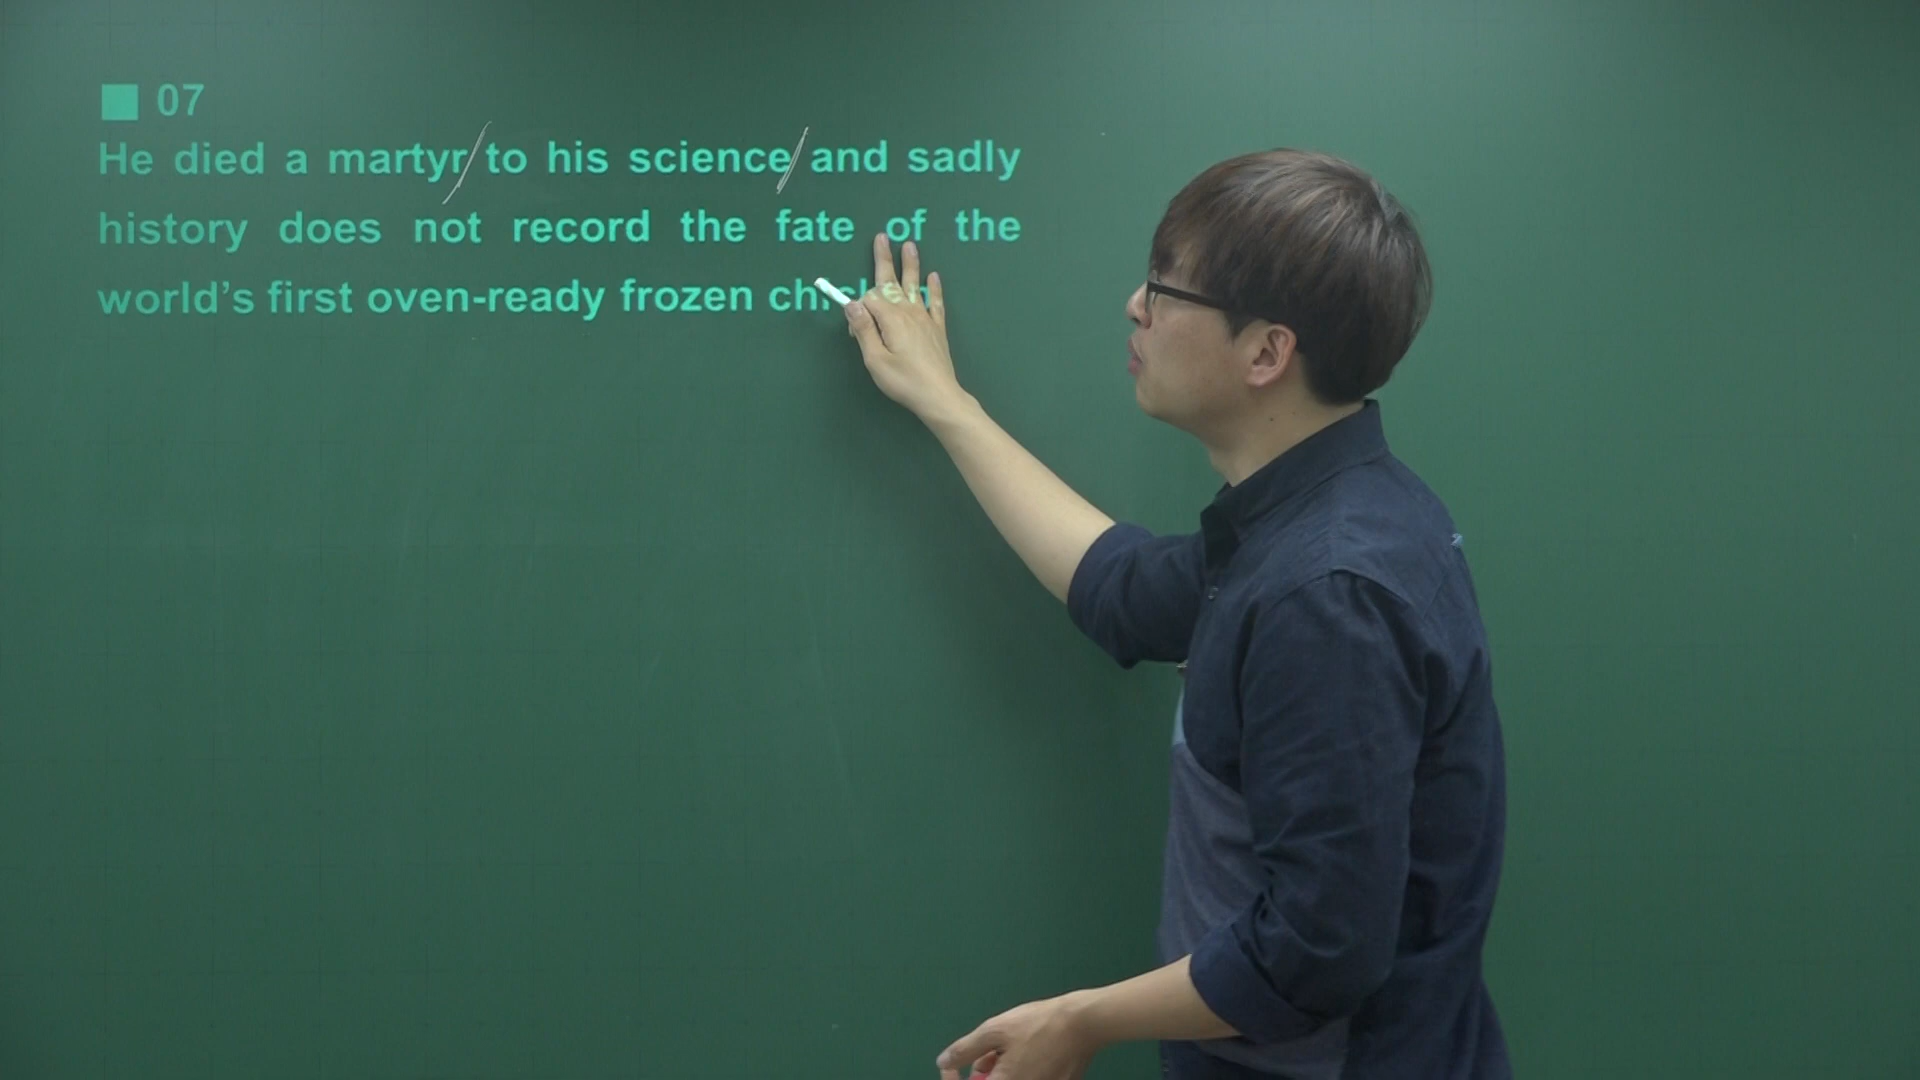 ■ 07
He died a martyr/to his science/and sadly
history does not record the fate of the
world’s first oven-ready frozen chicken.